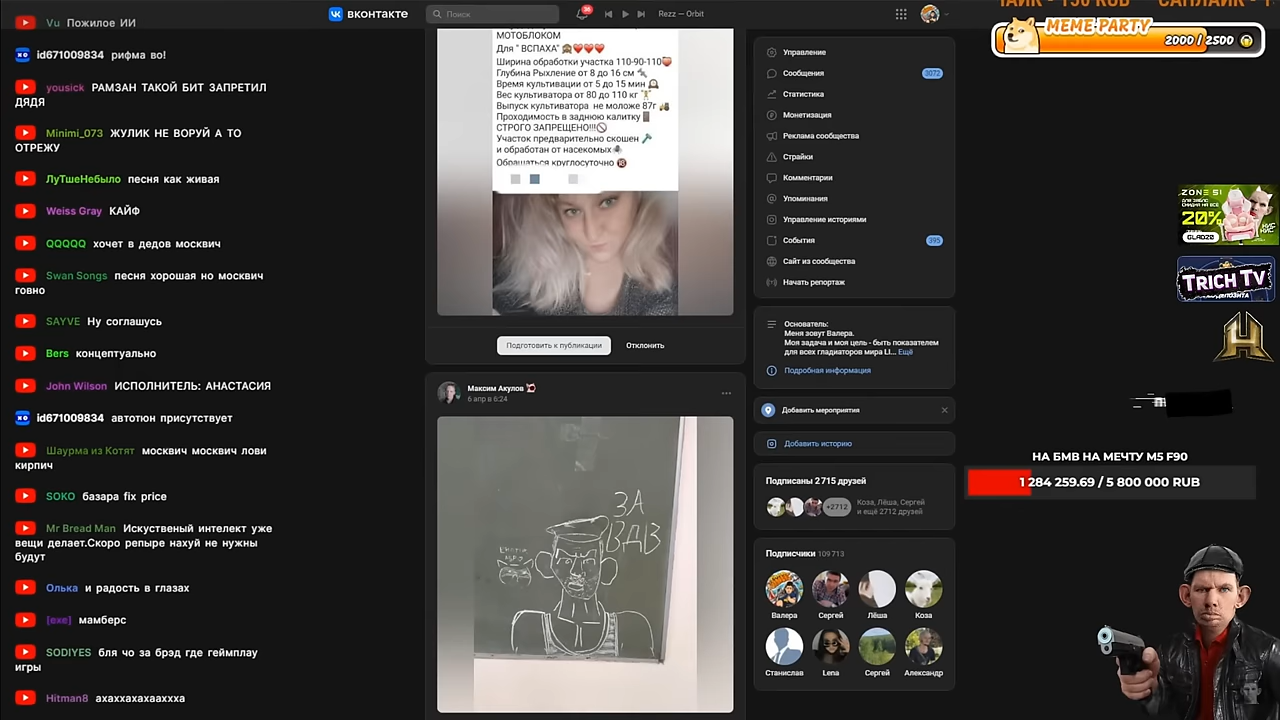 Vu Пожилое ИИ
id671009834 рифма во!
yousick РАМЗАН ТАКОЙ БИТ ЗАПРЕТИЛ
ДЯДЯ
Minimi_073 ЖУЛИК НЕ ВОРУЙ А ТО
ОТРЕЖУ
ЛуТшеНебыло песня как живая
Weiss Gray КАЙФ
QQQQQ хочет в дедов москвич
Swan Songs песня хорошая но москвич
говно
SAYVE Ну соглашусь
Bers концептуально
John Wilson ИСПОЛНИТЕЛЬ: АНАСТАСИЯ
id671009834 автотюн присутствует
Шаурма из Котят москвич москвич лови
кирпич
SOKO базара fix price
Mr Bread Man Искуственый интелект уже
вещи делает.Скоро репыре нахуй не нужны
будут
Олька и радость в глазах
[exe] мамберс
SODIYES бля чо за брэд где геймплау
игры
Hitman8 ахаххахахааххха
вконтакте
Поиск
36
Rezz — Orbit
МОТОБЛОКОМ
Для " ВСПАХА"
Ширина обработки участка 110-90-110
Глубина Рыхление от 8 до 16 см
Время культивации от 5 до 15 мин
Вес культиватора от 80 до 110 кг
Выпуск культиватора не моложе 87г
Проходимость в заднюю калитку
СТРОГО ЗАПРЕЩЕНО!!!
Участок предварительно скошен
и обработан от насекомых
Обращаться круглосуточно
Подготовить к публикации
Отклонить
Максим Акулов
6 апр в 6:24
ЗА
ВДВ
Управление
Сообщения 3072
Статистика
Монетизация
Реклама сообщества
Страйки
Комментарии
Упоминания
Управление историями
События 395
Сайт из сообщества
Начать репортаж
Основатель:
Меня зовут Валера.
Моя задача и моя цель - быть показателем
для всех гладиаторов мира LI... Ещё
Подробная информация
Добавить мероприятия
Добавить историю
Подписаны 2 715 друзей
+2712
Коза, Лёша, Сергей
и ещё 2712 друзей
Подписчики 109 713
Валера Сергей Лёша Коза
Станислав Lena Сергей Александр
MEME PARTY
2000 / 2500
ZONE 51
20%
GLAD20
TRICH TV
НА БМВ НА МЕЧТУ M5 F90
1 284 259.69 / 5 800 000 RUB